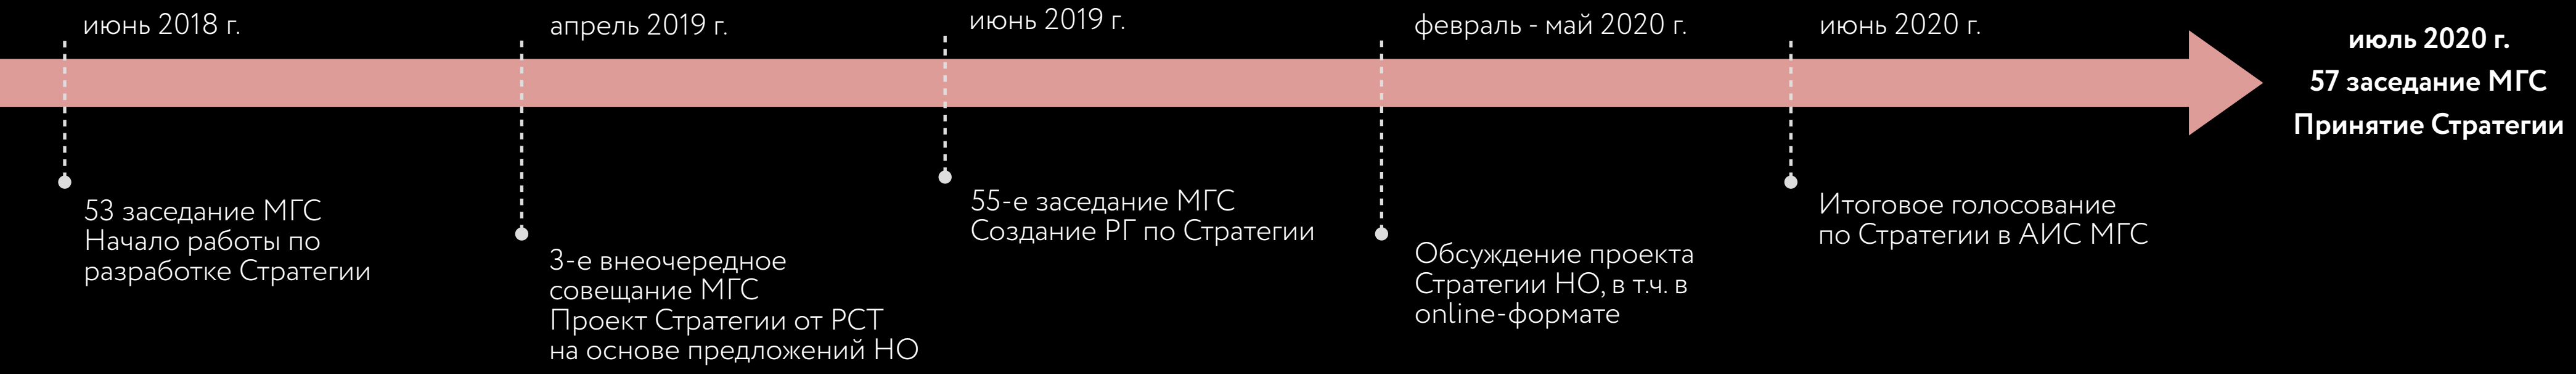 июнь 2018 г.
53 заседание МГС
Начало работы по
разработке Стратегии
апрель 2019 г.
3-е внеочередное
совещание МГС
Проект Стратегии от РСТ
на основе предложений НО
июнь 2019 г.
55-е заседание МГС
Создание РГ по Стратегии
февраль - май 2020 г.
Обсуждение проекта
Стратегии НО, в т.ч. в
online-формате
июнь 2020 г.
Итоговое голосование
по Стратегии в АИС МГС
июль 2020 г.
57 заседание МГС
Принятие Стратегии